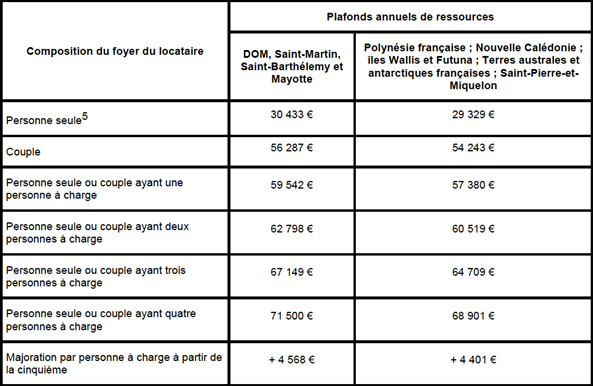 Composition du foyer du locataire
Plafonds annuels de ressources
DOM, Saint-Martin,
Saint-Barthélemy et
Mayotte
Polynésie française ; Nouvelle Calédonie ;
îles Wallis et Futuna ; Terres australes et
antarctiques françaises ; Saint-Pierre-et-
Miquelon
Personne seule5 30 433 € 29 329 €
Couple 56 287 € 54 243 €
Personne seule ou couple ayant une
personne à charge
59 542 € 57 380 €
Personne seule ou couple ayant deux
personnes à charge
62 798 € 60 519 €
Personne seule ou couple ayant trois
personnes à charge
67 149 € 64 709 €
Personne seule ou couple ayant quatre
personnes à charge
71 500 € 68 901 €
Majoration par personne à charge à partir de
la cinquième
+ 4 568 € + 4 401 €